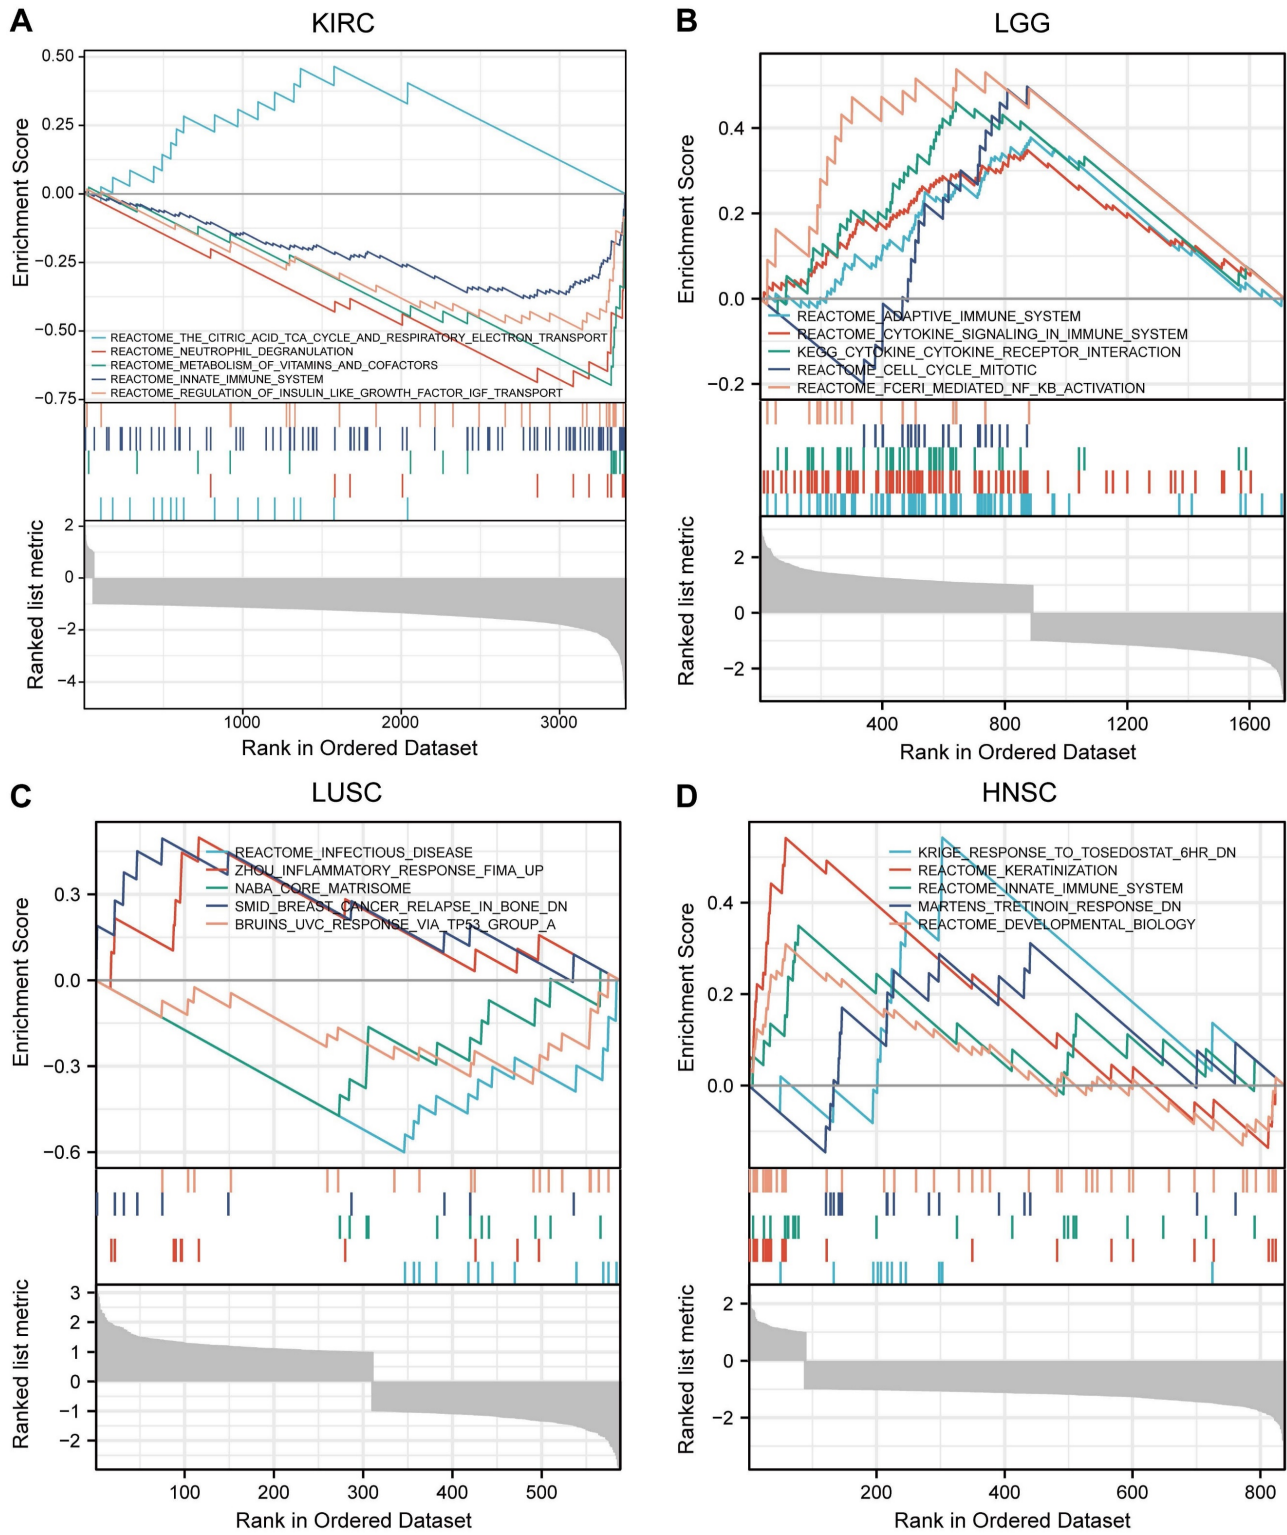 A
KIRC
Enrichment Score
0.50
0.25
0.00
−0.25
−0.50
−0.75
REACTOME_THE_CITRIC_ACID_TCA_CYCLE_AND_RESPIRATORY_ELECTRON_TRANSPORT
REACTOME_NEUTROPHIL_DEGRANULATION
REACTOME_METABOLISM_OF_VITAMINS_AND_COFACTORS
REACTOME_INNATE_IMMUNE_SYSTEM
REACTOME_REGULATION_OF_INSULIN_LIKE_GROWTH_FACTOR_IGF_TRANSPORT
Ranked list metric
2
0
−2
−4
1000 2000 3000
Rank in Ordered Dataset
B
LGG
Enrichment Score
0.4
0.2
0.0
−0.2
REACTOME_ADAPTIVE_IMMUNE_SYSTEM
REACTOME_CYTOKINE_SIGNALING_IN_IMMUNE_SYSTEM
KEGG_CYTOKINE_CYTOKINE_RECEPTOR_INTERACTION
REACTOME_CELL_CYCLE_MITOTIC
REACTOME_FCERI_MEDIATED_NF_KB_ACTIVATION
Ranked list metric
2
0
−2
400 800 1200 1600
Rank in Ordered Dataset
C
LUSC
Enrichment Score
0.3
0.0
−0.3
−0.6
REACTOME_INFECTIOUS_DISEASE
ZHOU_INFLAMMATORY_RESPONSE_FIMA_UP
NABA_CORE_MATRISOME
SMID_BREAST_CANCER_RELAPSE_IN_BONE_DN
BRUINS_UVC_RESPONSE_VIA_TP53_GROUP_A
Ranked list metric
3
2
1
0
−1
−2
100 200 300 400 500
Rank in Ordered Dataset
D
HNSC
Enrichment Score
0.4
0.2
0.0
KRIGE_RESPONSE_TO_TOSEDOSTAT_6HR_DN
REACTOME_KERATINIZATION
REACTOME_INNATE_IMMUNE_SYSTEM
MARTENS_TRETINOIN_RESPONSE_DN
REACTOME_DEVELOPMENTAL_BIOLOGY
Ranked list metric
2
0
−2
200 400 600 800
Rank in Ordered Dataset